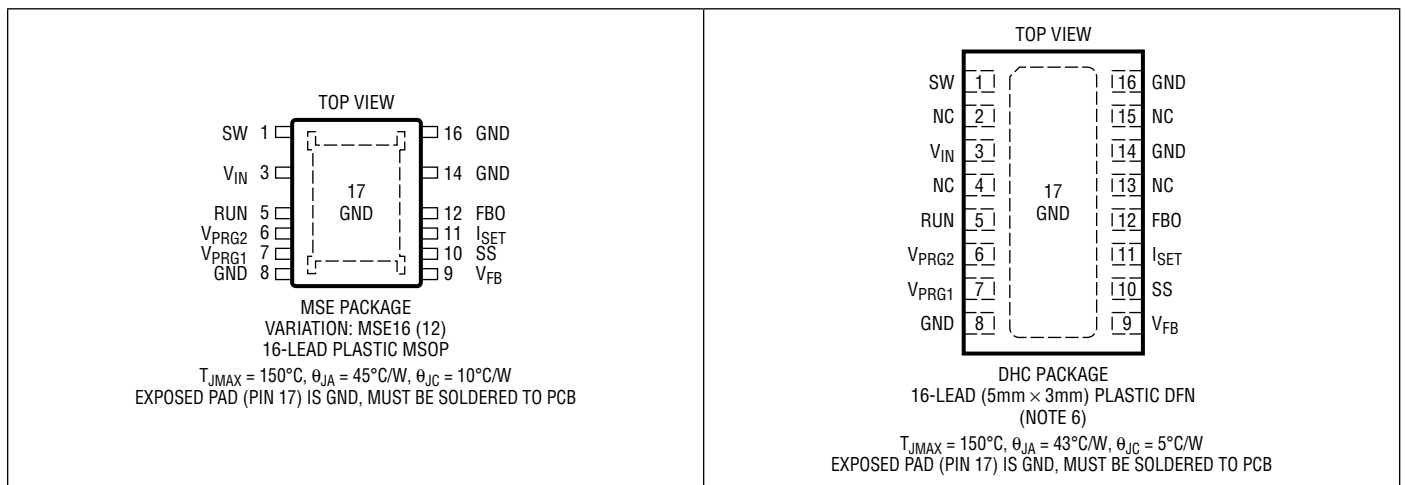 TOP VIEW
SW 1
V_IN 3
RUN 5
V_PRG2 6
V_PRG1 7
GND 8
17
GND
16 GND
14 GND
12 FBO
11 I_SET
10 SS
9 V_FB
MSE PACKAGE
VARIATION: MSE16 (12)
16-LEAD PLASTIC MSOP
T_JMAX = 150°C, θ_JA = 45°C/W, θ_JC = 10°C/W
EXPOSED PAD (PIN 17) IS GND, MUST BE SOLDERED TO PCB
TOP VIEW
SW 1
NC 2
V_IN 3
NC 4
RUN 5
V_PRG2 6
V_PRG1 7
GND 8
17
GND
16 GND
15 NC
14 GND
13 NC
12 FBO
11 I_SET
10 SS
9 V_FB
DHC PACKAGE
16-LEAD (5mm × 3mm) PLASTIC DFN
(NOTE 6)
T_JMAX = 150°C, θ_JA = 43°C/W, θ_JC = 5°C/W
EXPOSED PAD (PIN 17) IS GND, MUST BE SOLDERED TO PCB